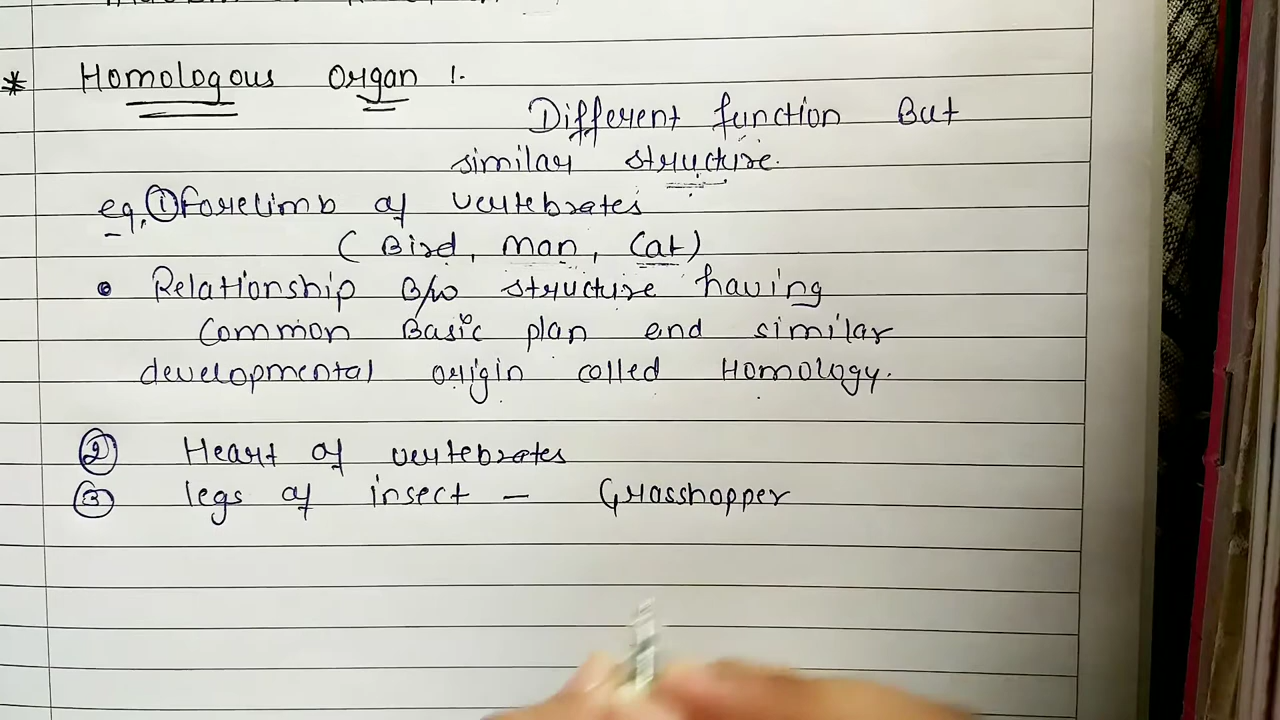 * Homologous Organ :-
Different function But
similar structure.
eg. ① Forelimb of vertebrates
( Bird, man, Cat)
• Relationship B/w structure having
Common Basic plan end similar
developmental origin called Homology.
② Heart of vertebrates
③ legs of insect - Grasshopper